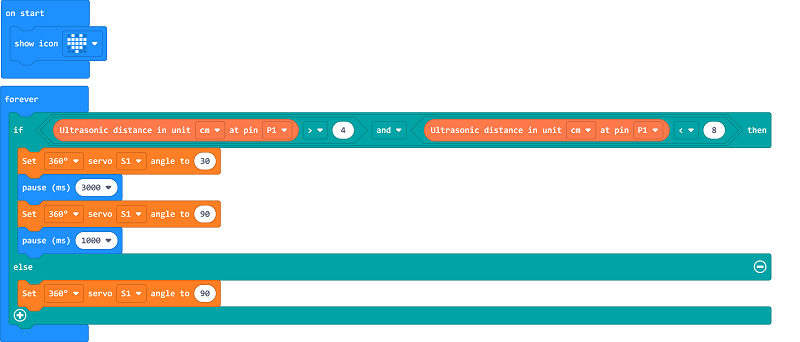 on start
show icon
forever
if Ultrasonic distance in unit cm at pin P1 > 4 and Ultrasonic distance in unit cm at pin P1 < 8 then
Set 360° servo S1 angle to 30
pause (ms) 3000
Set 360° servo S1 angle to 90
pause (ms) 1000
else
Set 360° servo S1 angle to 90